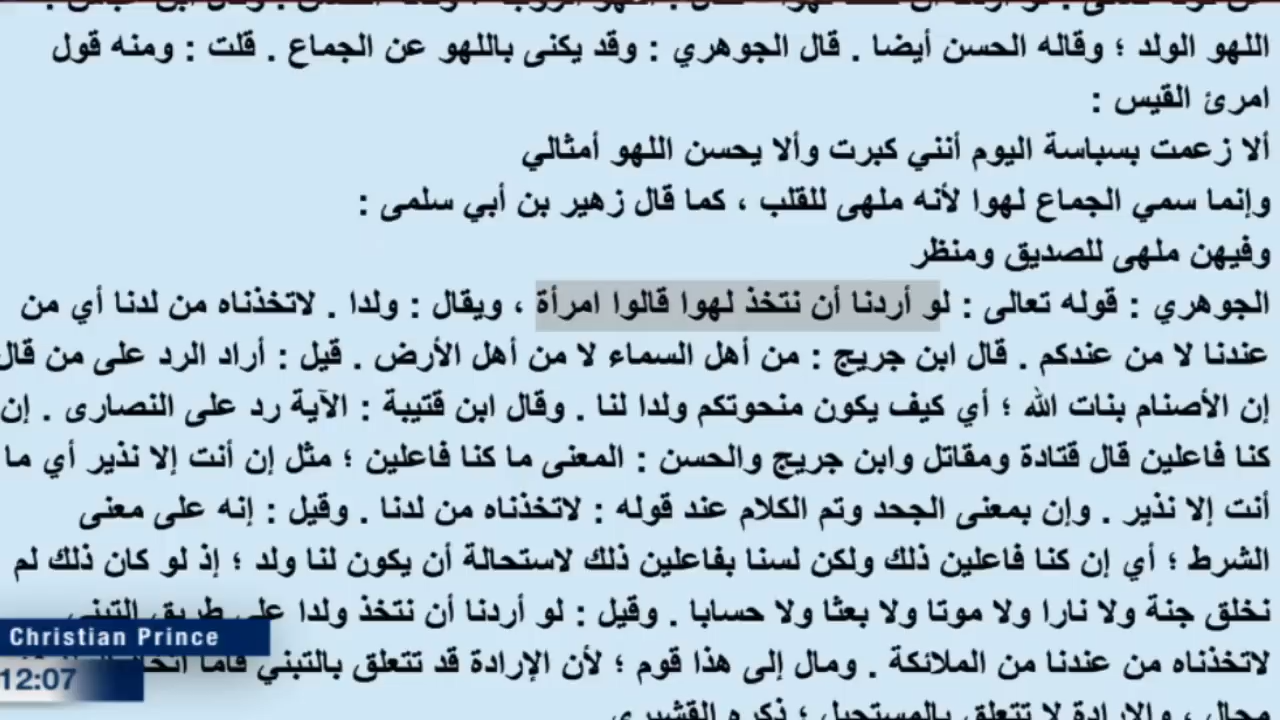 اللهو الولد ؛ وقاله الحسن أيضا . قال الجوهري : وقد يكنى باللهو عن الجماع . قلت : ومنه قول
امرئ القيس :
ألا زعمت بسباسة اليوم أنني كبرت وألا يحسن اللهو أمثالي
وإنما سمي الجماع لهوا لأنه ملهى للقلب ، كما قال زهير بن أبي سلمى :
وفيهن ملهى للصديق ومنظر
الجوهري : قوله تعالى : لو أردنا أن نتخذ لهوا قالوا امرأة ، ويقال : ولدا . لاتخذناه من لدنا أي من
عندنا لا من عندكم . قال ابن جريج : من أهل السماء لا من أهل الأرض . قيل : أراد الرد على من قال
إن الأصنام بنات الله ؛ أي كيف يكون منحوتكم ولدا لنا . وقال ابن قتيبة : الآية رد على النصارى . إن
كنا فاعلين قال قتادة ومقاتل وابن جريج والحسن : المعنى ما كنا فاعلين ؛ مثل إن أنت إلا نذير أي ما
أنت إلا نذير . وإن بمعنى الجحد وتم الكلام عند قوله : لاتخذناه من لدنا . وقيل : إنه على معنى
الشرط ؛ أي إن كنا فاعلين ذلك ولكن لسنا بفاعلين ذلك لاستحالة أن يكون لنا ولد ؛ إذ لو كان ذلك لم
نخلق جنة ولا نارا ولا موتا ولا بعثا ولا حسابا . وقيل : لو أردنا أن نتخذ ولدا على طريق التبني
لاتخذناه من عندنا من الملائكة . ومال إلى هذا قوم ؛ لأن الإرادة قد تتعلق بالتبني فأما
محال ، والإرادة لا تتعلق بالمستحيل ؛ ذكره القشيري
Christian Prince
12:07